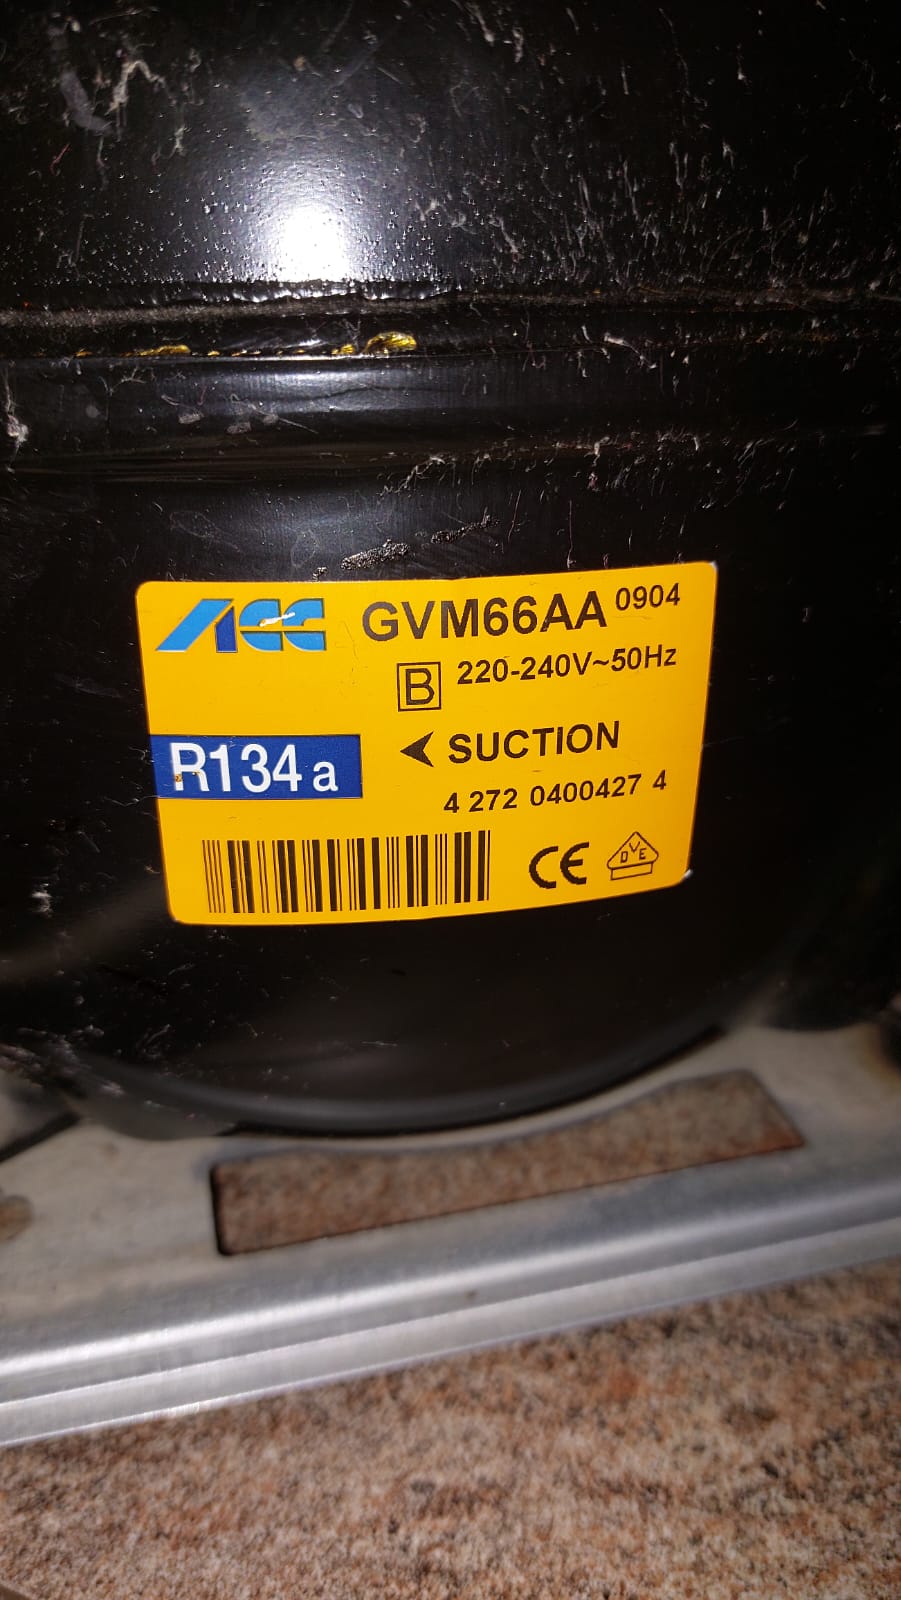 ACC GVM66AA 0904
B 220-240V~50Hz
R134a
SUCTION
4 272 0400427 4
CE DVE